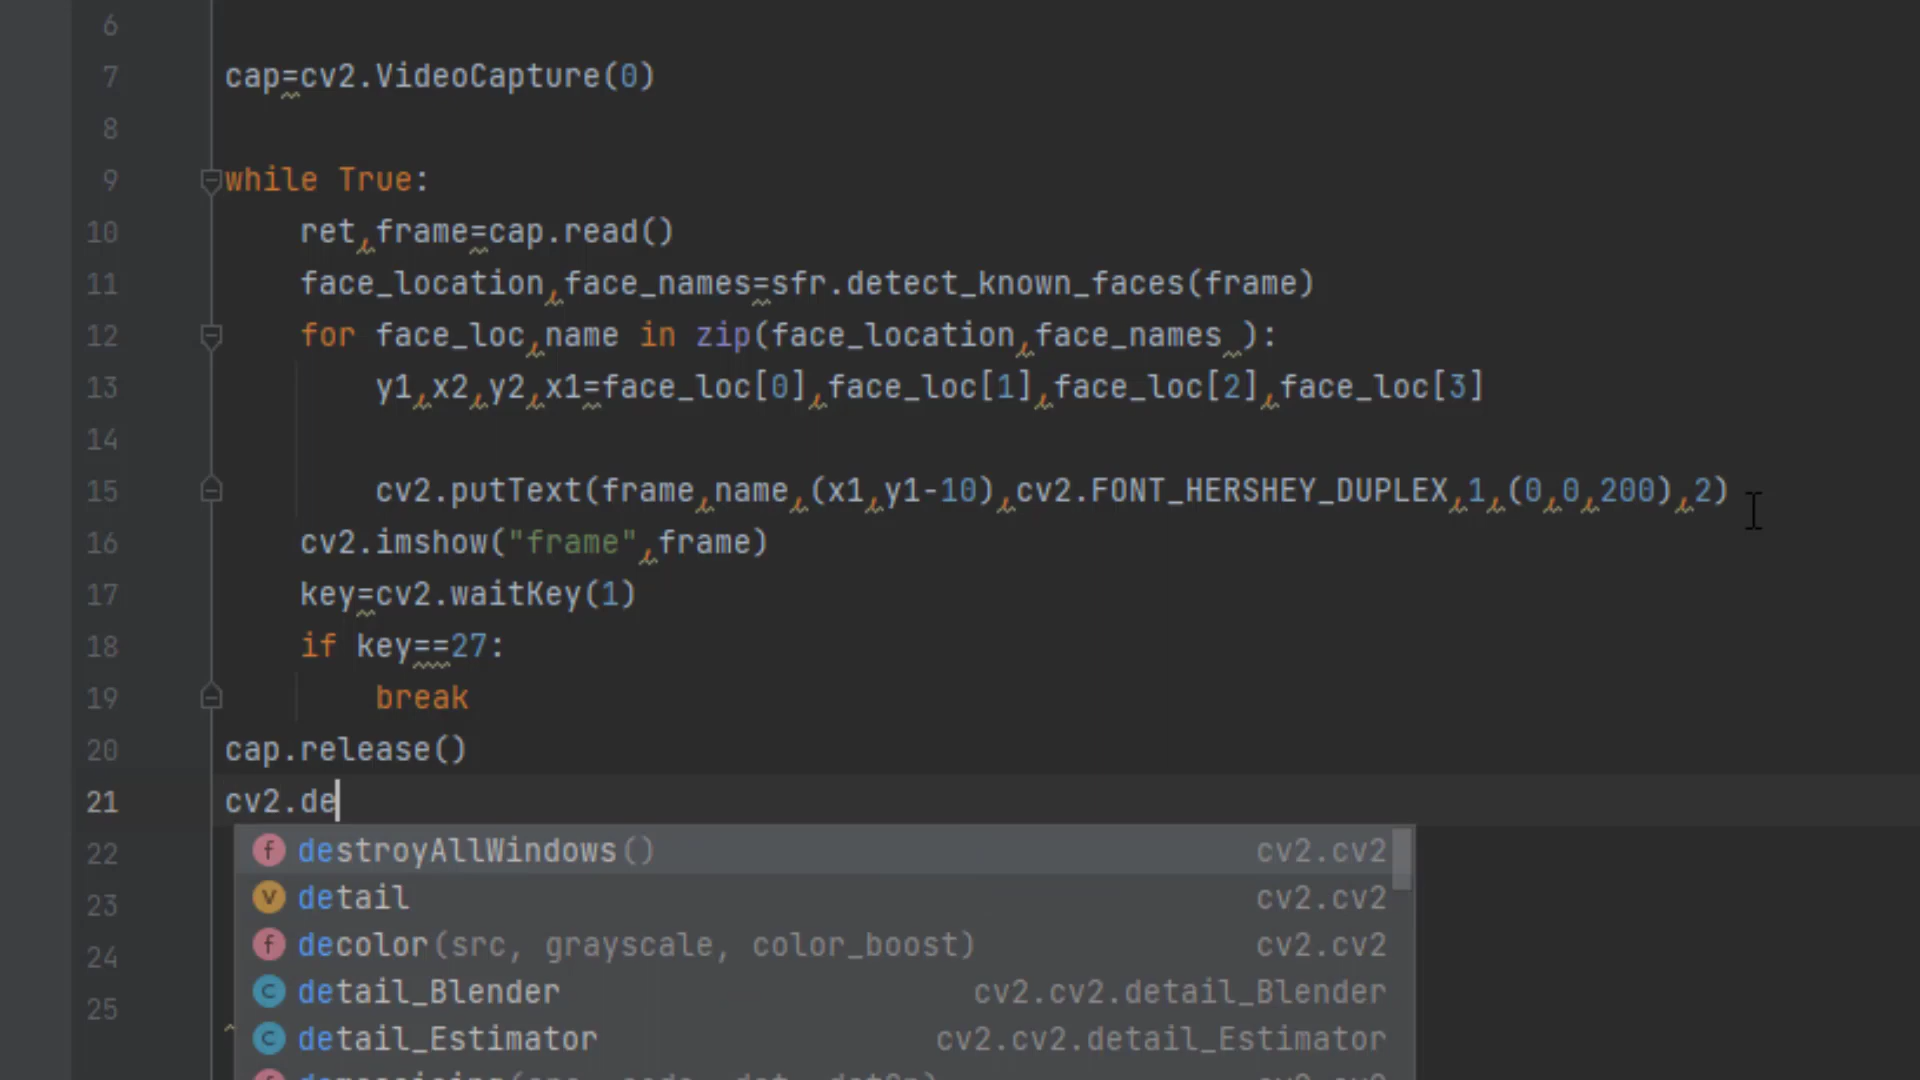 6
7 cap=cv2.VideoCapture(0)
8
9 while True:
10 ret,frame=cap.read()
11 face_location,face_names=sfr.detect_known_faces(frame)
12 for face_loc,name in zip(face_location,face_names ):
13 y1,x2,y2,x1=face_loc[0],face_loc[1],face_loc[2],face_loc[3]
14
15 cv2.putText(frame,name,(x1,y1-10),cv2.FONT_HERSHEY_DUPLEX,1,(0,0,200),2)
16 cv2.imshow("frame",frame)
17 key=cv2.waitKey(1)
18 if key==27:
19 break
20 cap.release()
21 cv2.de
22 f destroyAllWindows() cv2.cv2
23 v detail cv2.cv2
24 f decolor(src, grayscale, color_boost) cv2.cv2
25 c detail_Blender cv2.cv2.detail_Blender
c detail_Estimator cv2.cv2.detail_Estimator